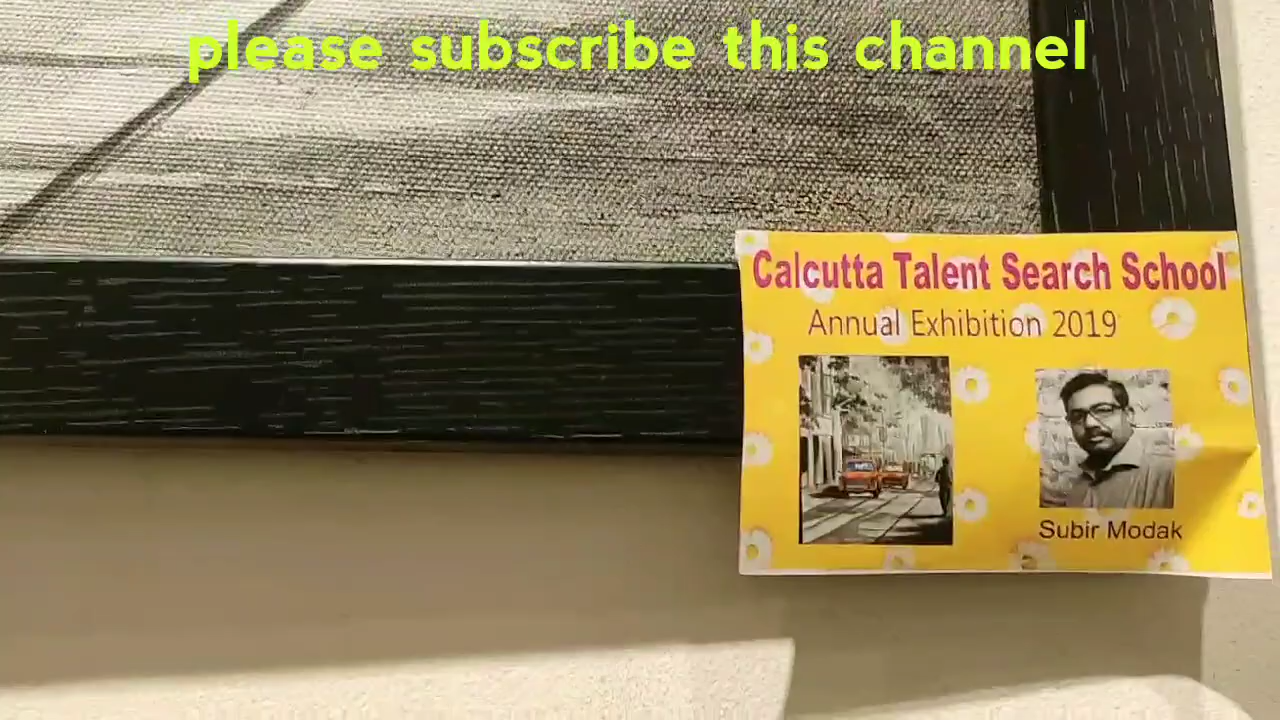 please subscribe this channel
Calcutta Talent Search School
Annual Exhibition 2019
Subir Modak